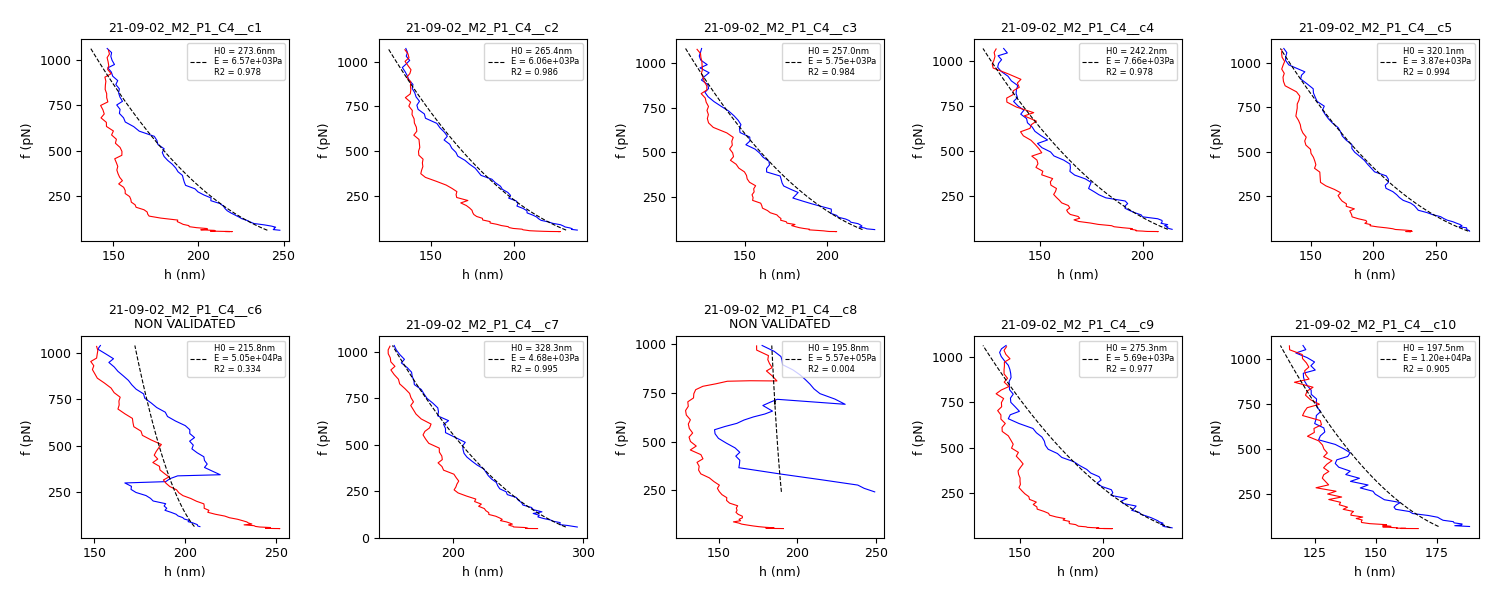 21-09-02_M2_P1_C4__c1
H0 = 273.6nm
E = 6.57e+03Pa
R2 = 0.978
1000
750
500
250
f (pN)
150 200 250
h (nm)
21-09-02_M2_P1_C4__c2
H0 = 265.4nm
E = 6.06e+03Pa
R2 = 0.986
1000
750
500
250
f (pN)
150 200
h (nm)
21-09-02_M2_P1_C4__c3
H0 = 257.0nm
E = 5.75e+03Pa
R2 = 0.984
1000
750
500
250
f (pN)
150 200
h (nm)
21-09-02_M2_P1_C4__c4
H0 = 242.2nm
E = 7.66e+03Pa
R2 = 0.978
1000
750
500
250
f (pN)
150 200
h (nm)
21-09-02_M2_P1_C4__c5
H0 = 320.1nm
E = 3.87e+03Pa
R2 = 0.994
1000
750
500
250
f (pN)
150 200 250
h (nm)
21-09-02_M2_P1_C4__c6
NON VALIDATED
H0 = 215.8nm
E = 5.05e+04Pa
R2 = 0.334
1000
750
500
250
f (pN)
150 200 250
h (nm)
21-09-02_M2_P1_C4__c7
H0 = 328.3nm
E = 4.68e+03Pa
R2 = 0.995
1000
750
500
250
0
f (pN)
200 300
h (nm)
21-09-02_M2_P1_C4__c8
NON VALIDATED
H0 = 195.8nm
E = 5.57e+05Pa
R2 = 0.004
1000
750
500
250
f (pN)
150 200 250
h (nm)
21-09-02_M2_P1_C4__c9
H0 = 275.3nm
E = 5.69e+03Pa
R2 = 0.977
1000
750
500
250
f (pN)
150 200
h (nm)
21-09-02_M2_P1_C4__c10
H0 = 197.5nm
E = 1.20e+04Pa
R2 = 0.905
1000
750
500
250
f (pN)
125 150 175
h (nm)